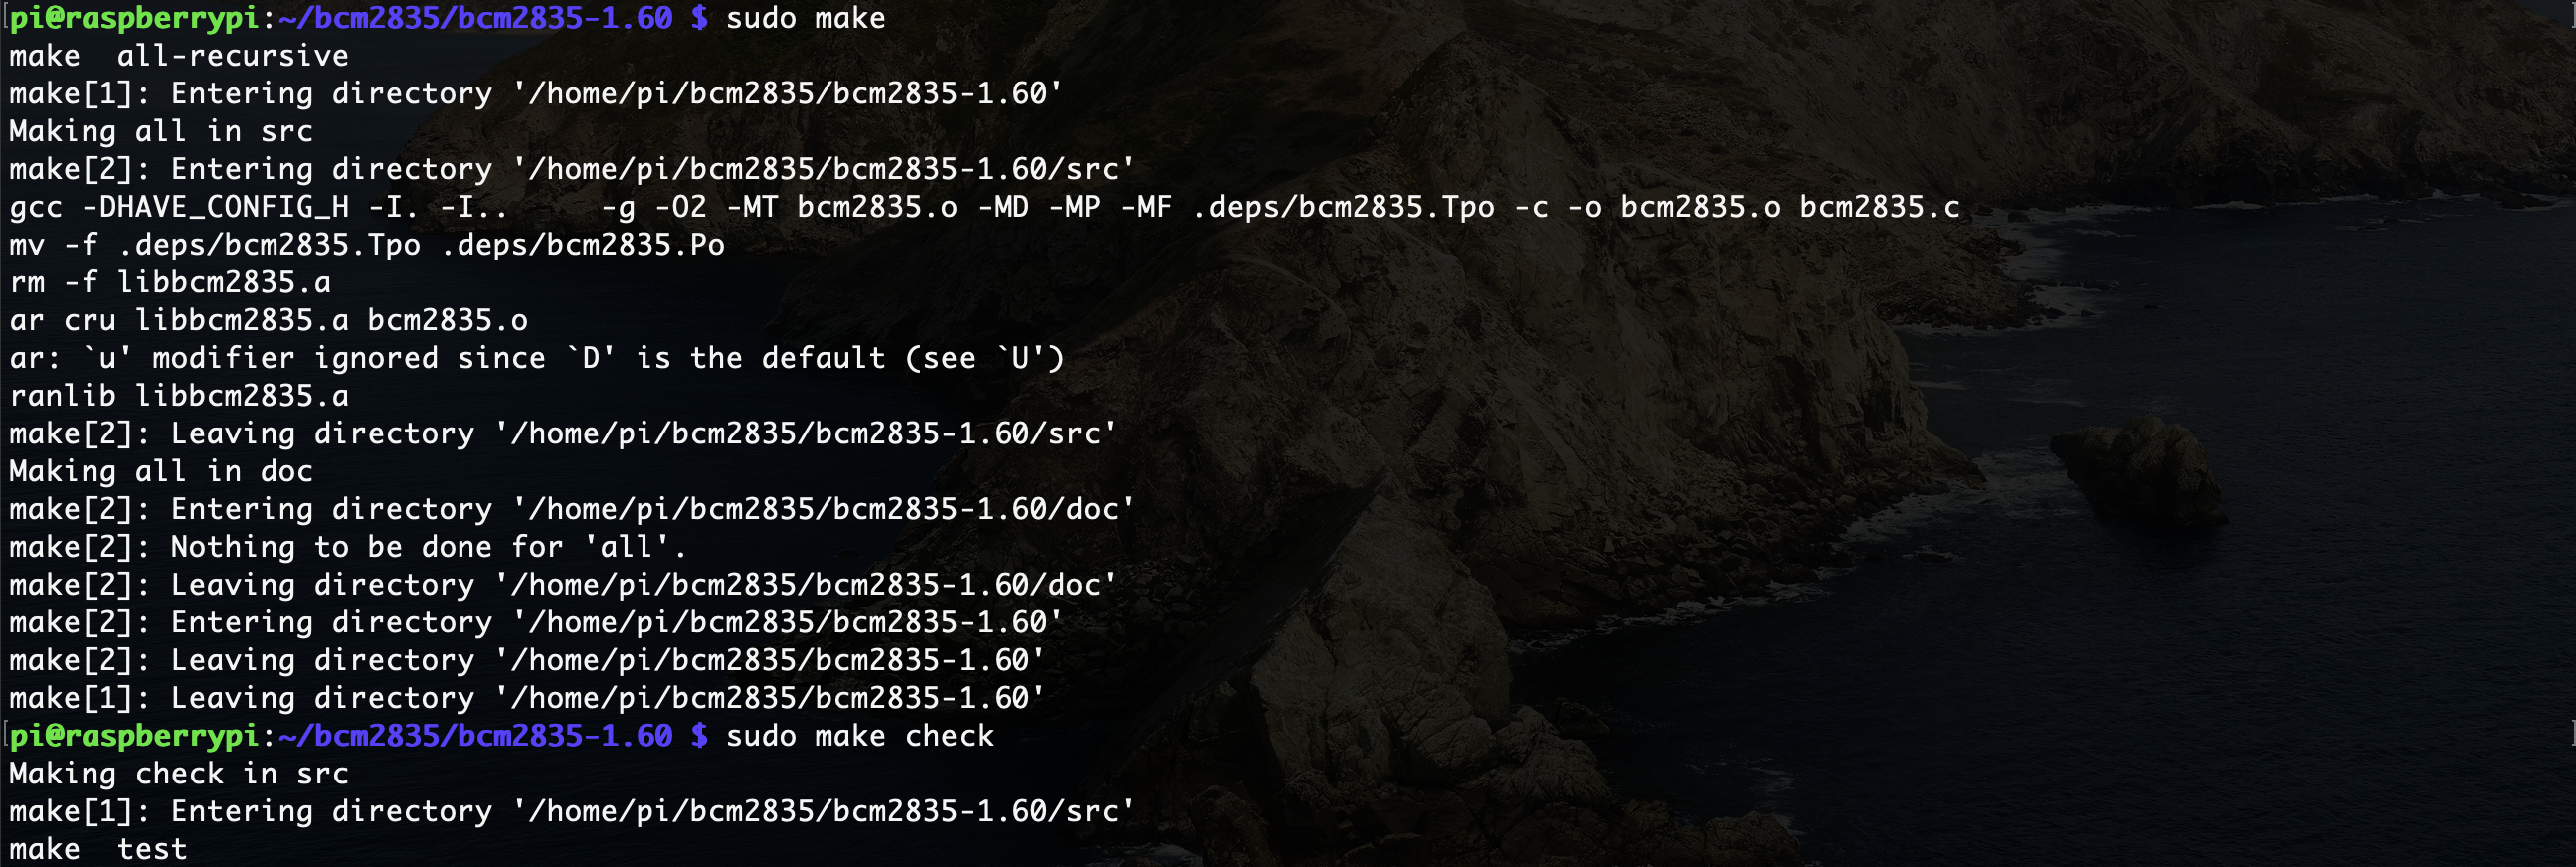 pi@raspberrypi:~/bcm2835/bcm2835-1.60 $ sudo make
make  all-recursive
make[1]: Entering directory '/home/pi/bcm2835/bcm2835-1.60'
Making all in src
make[2]: Entering directory '/home/pi/bcm2835/bcm2835-1.60/src'
gcc -DHAVE_CONFIG_H -I. -I..     -g -O2 -MT bcm2835.o -MD -MP -MF .deps/bcm2835.Tpo -c -o bcm2835.o bcm2835.c
mv -f .deps/bcm2835.Tpo .deps/bcm2835.Po
rm -f libbcm2835.a
ar cru libbcm2835.a bcm2835.o
ar: `u' modifier ignored since `D' is the default (see `U')
ranlib libbcm2835.a
make[2]: Leaving directory '/home/pi/bcm2835/bcm2835-1.60/src'
Making all in doc
make[2]: Entering directory '/home/pi/bcm2835/bcm2835-1.60/doc'
make[2]: Nothing to be done for 'all'.
make[2]: Leaving directory '/home/pi/bcm2835/bcm2835-1.60/doc'
make[2]: Entering directory '/home/pi/bcm2835/bcm2835-1.60'
make[2]: Leaving directory '/home/pi/bcm2835/bcm2835-1.60'
make[1]: Leaving directory '/home/pi/bcm2835/bcm2835-1.60'
pi@raspberrypi:~/bcm2835/bcm2835-1.60 $ sudo make check
Making check in src
make[1]: Entering directory '/home/pi/bcm2835/bcm2835-1.60/src'
make  test